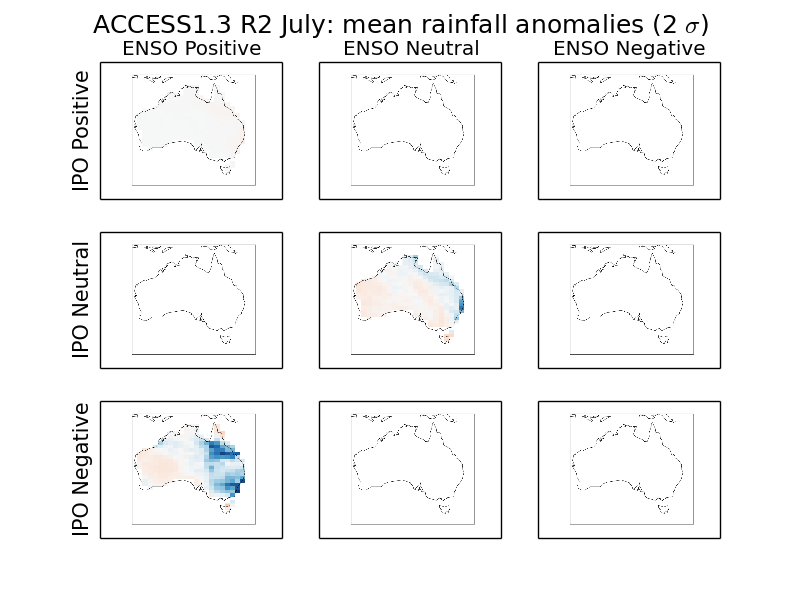 ACCESS1.3 R2 July: mean rainfall anomalies (2 σ)
ENSO Positive
ENSO Neutral
ENSO Negative
IPO Positive
IPO Neutral
IPO Negative